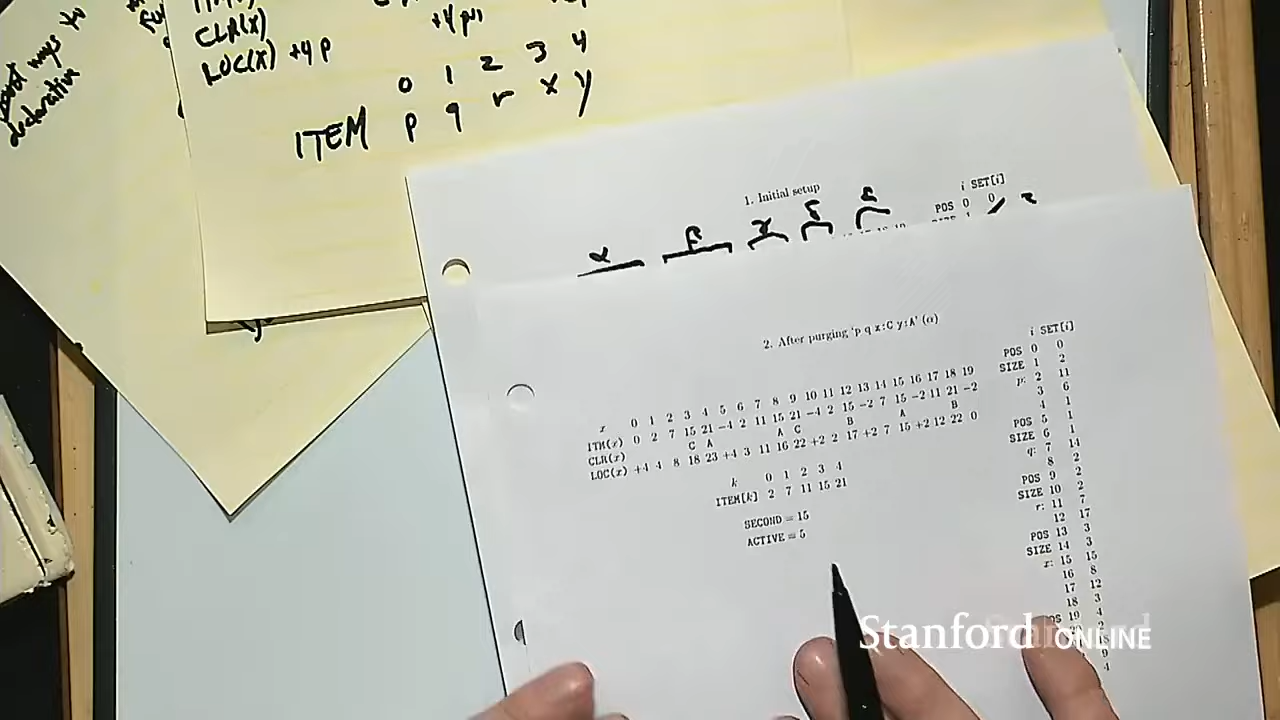 CLR(x)
LOC(x) +4 p
0 1 2 3 4
ITEM p q r x y
declarative
1. Initial setup
i SET[i]
POS 0 0
α β γ δ ε
2. After purging ‘p q x:C y:A’ (α)
x 0 1 2 3 4 5 6 7 8 9 10 11 12 13 14 15 16 17 18 19
ITM(x) 0 2 7 15 21 −4 2 11 15 21 −4 2 15 −2 7 15 −2 11 21 −2
CLR(x) C A A C B A B
LOC(x) +4 4 8 18 23 +4 3 11 16 22 +2 2 17 +2 7 15 +2 12 22 0
k 0 1 2 3 4
ITEM[k] 2 7 11 15 21
SECOND = 15
ACTIVE = 5
i SET[i]
POS 0 0
SIZE 1 2
p: 2 11
3 6
4 1
POS 5 1
SIZE 6 1
q: 7 14
8 2
POS 9 2
SIZE 10 2
r: 11 7
12 17
POS 13 3
SIZE 14 3
x: 15 15
16 8
17 12
18 3
19 4
Stanford ONLINE